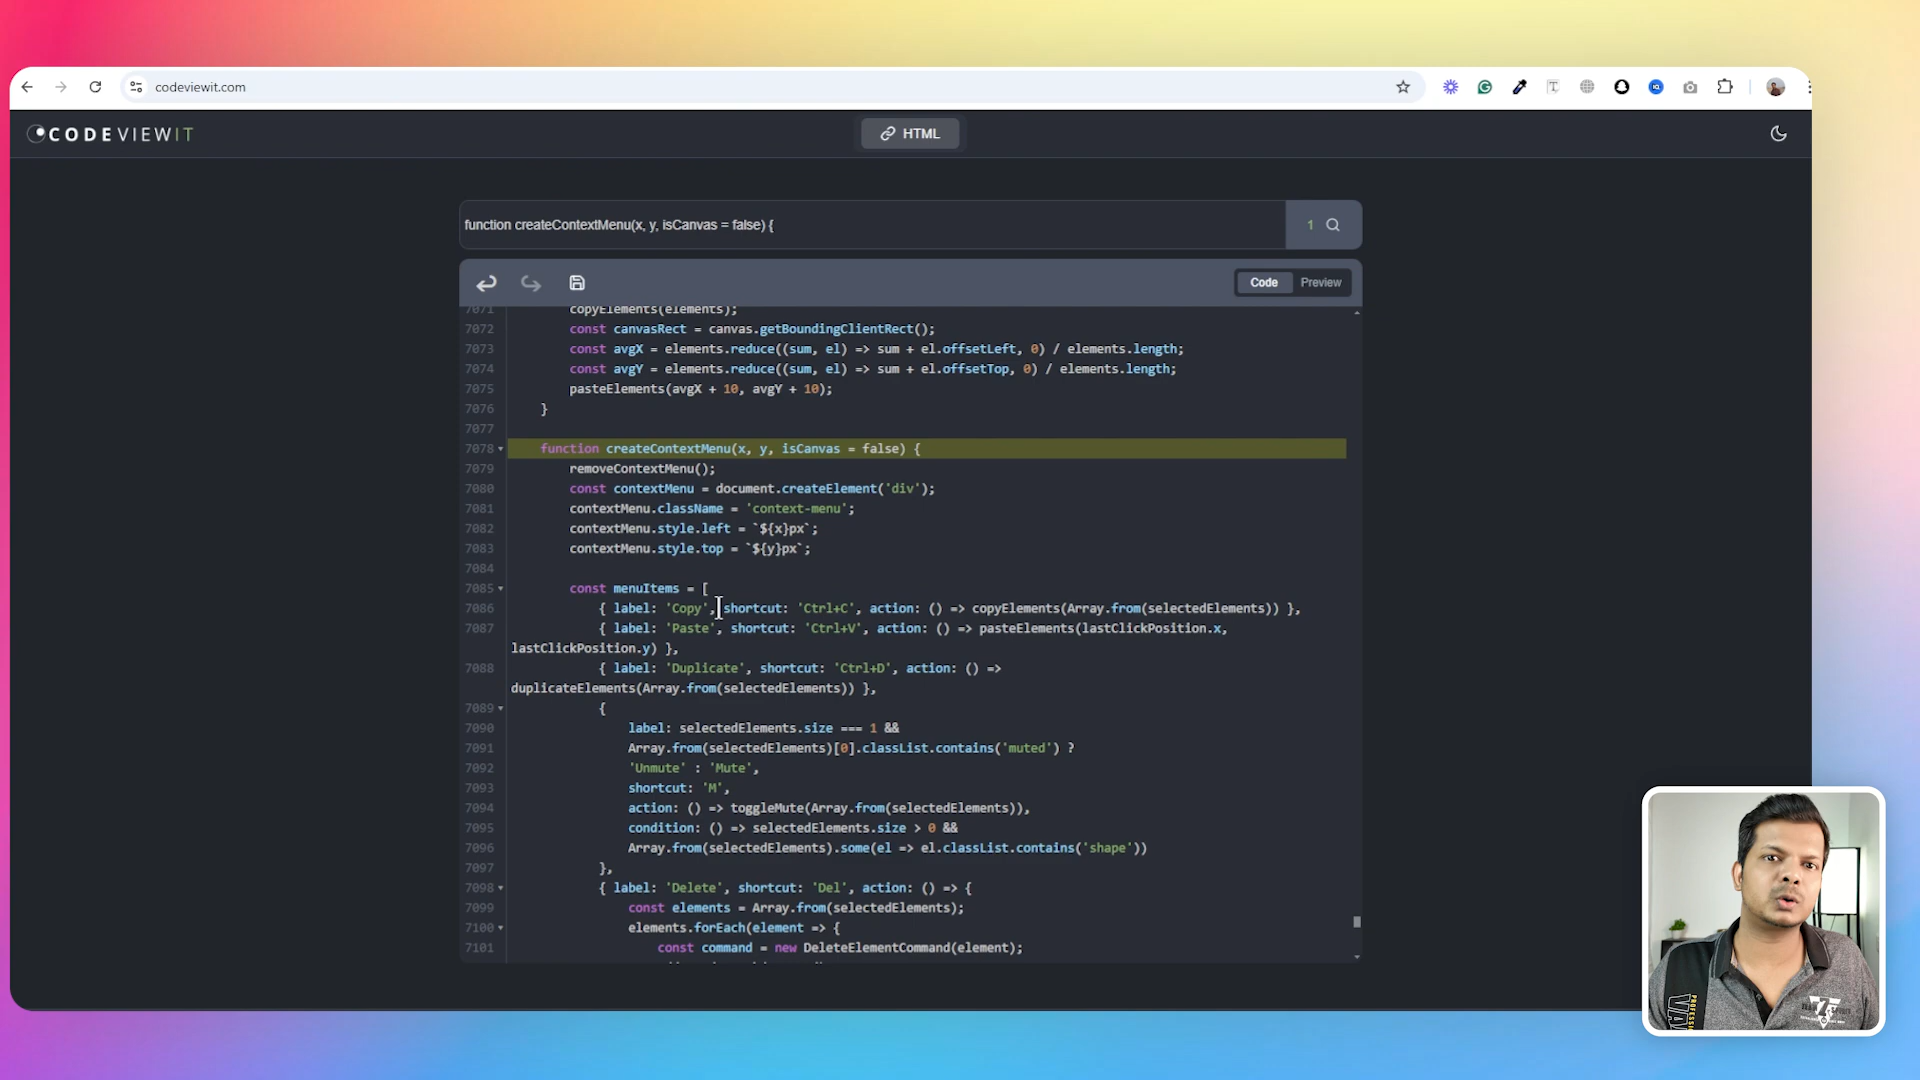 codeviewit.com
CODEVIEWIT
HTML
function createContextMenu(x, y, isCanvas = false) {
1
Code
Preview
7071 copyElements(elements);
7072 const canvasRect = canvas.getBoundingClientRect();
7073 const avgX = elements.reduce((sum, el) => sum + el.offsetLeft, 0) / elements.length;
7074 const avgY = elements.reduce((sum, el) => sum + el.offsetTop, 0) / elements.length;
7075 pasteElements(avgX + 10, avgY + 10);
7076 }
7077
7078 function createContextMenu(x, y, isCanvas = false) {
7079 removeContextMenu();
7080 const contextMenu = document.createElement('div');
7081 contextMenu.className = 'context-menu';
7082 contextMenu.style.left = `${x}px`;
7083 contextMenu.style.top = `${y}px`;
7084
7085 const menuItems = [
7086 { label: 'Copy', shortcut: 'Ctrl+C', action: () => copyElements(Array.from(selectedElements)) },
7087 { label: 'Paste', shortcut: 'Ctrl+V', action: () => pasteElements(lastClickPosition.x,
lastClickPosition.y) },
7088 { label: 'Duplicate', shortcut: 'Ctrl+D', action: () =>
duplicateElements(Array.from(selectedElements)) },
7089 {
7090 label: selectedElements.size === 1 &&
7091 Array.from(selectedElements)[0].classList.contains('muted') ?
7092 'Unmute' : 'Mute',
7093 shortcut: 'M',
7094 action: () => toggleMute(Array.from(selectedElements)),
7095 condition: () => selectedElements.size > 0 &&
7096 Array.from(selectedElements).some(el => el.classList.contains('shape'))
7097 },
7098 { label: 'Delete', shortcut: 'Del', action: () => {
7099 const elements = Array.from(selectedElements);
7100 elements.forEach(element => {
7101 const command = new DeleteElementCommand(element);